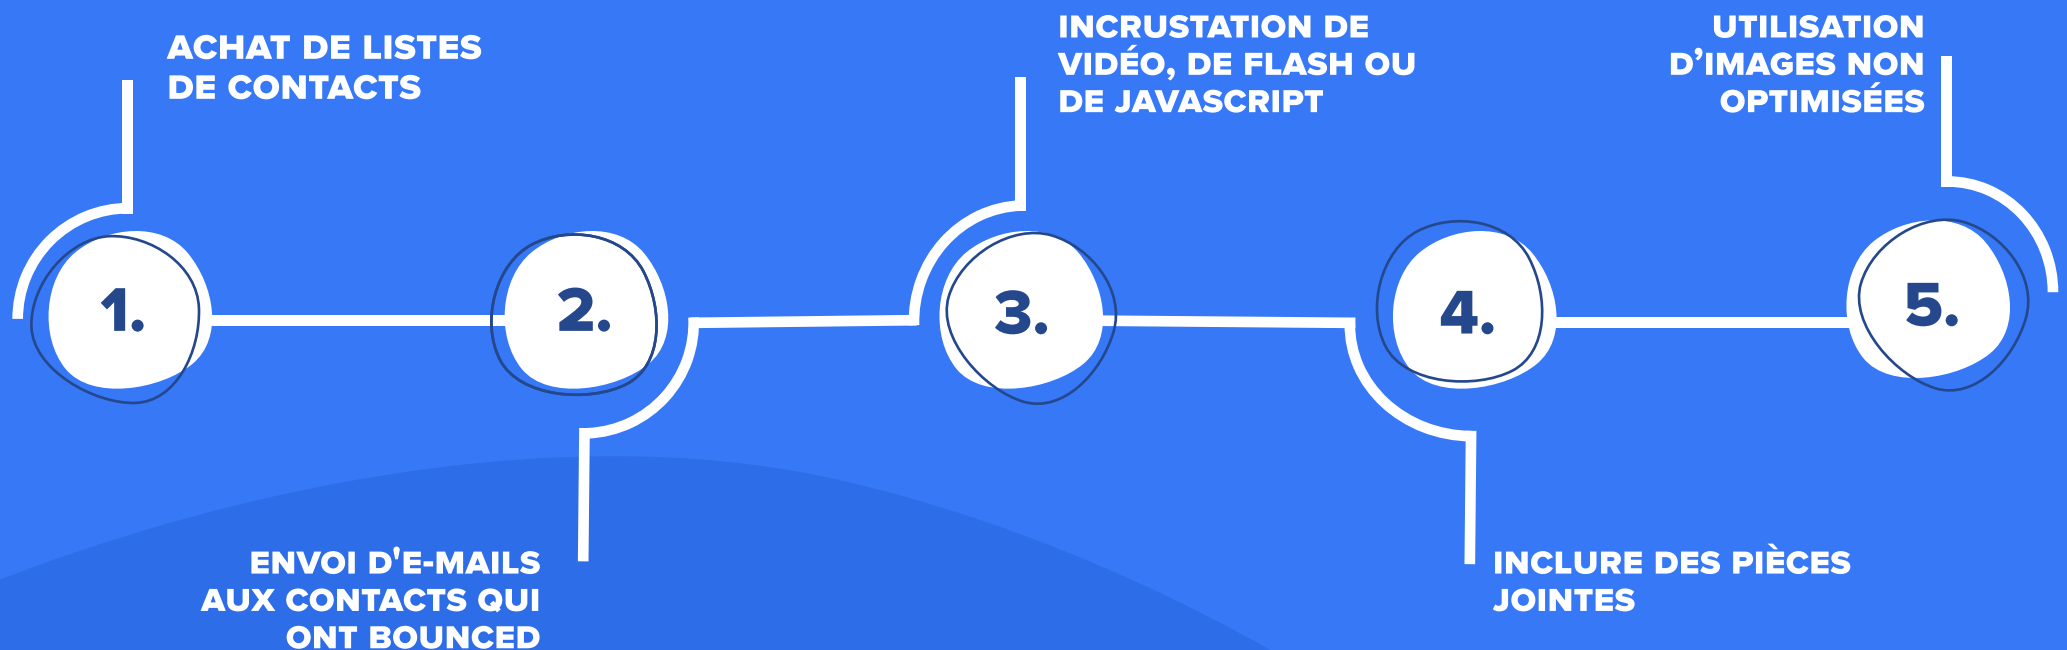 1.
ACHAT DE LISTES
DE CONTACTS
2.
ENVOI D'E-MAILS
AUX CONTACTS QUI
ONT BOUNCED
3.
INCRUSTATION DE
VIDÉO, DE FLASH OU
DE JAVASCRIPT
4.
INCLURE DES PIÈCES
JOINTES
5.
UTILISATION
D’IMAGES NON
OPTIMISÉES